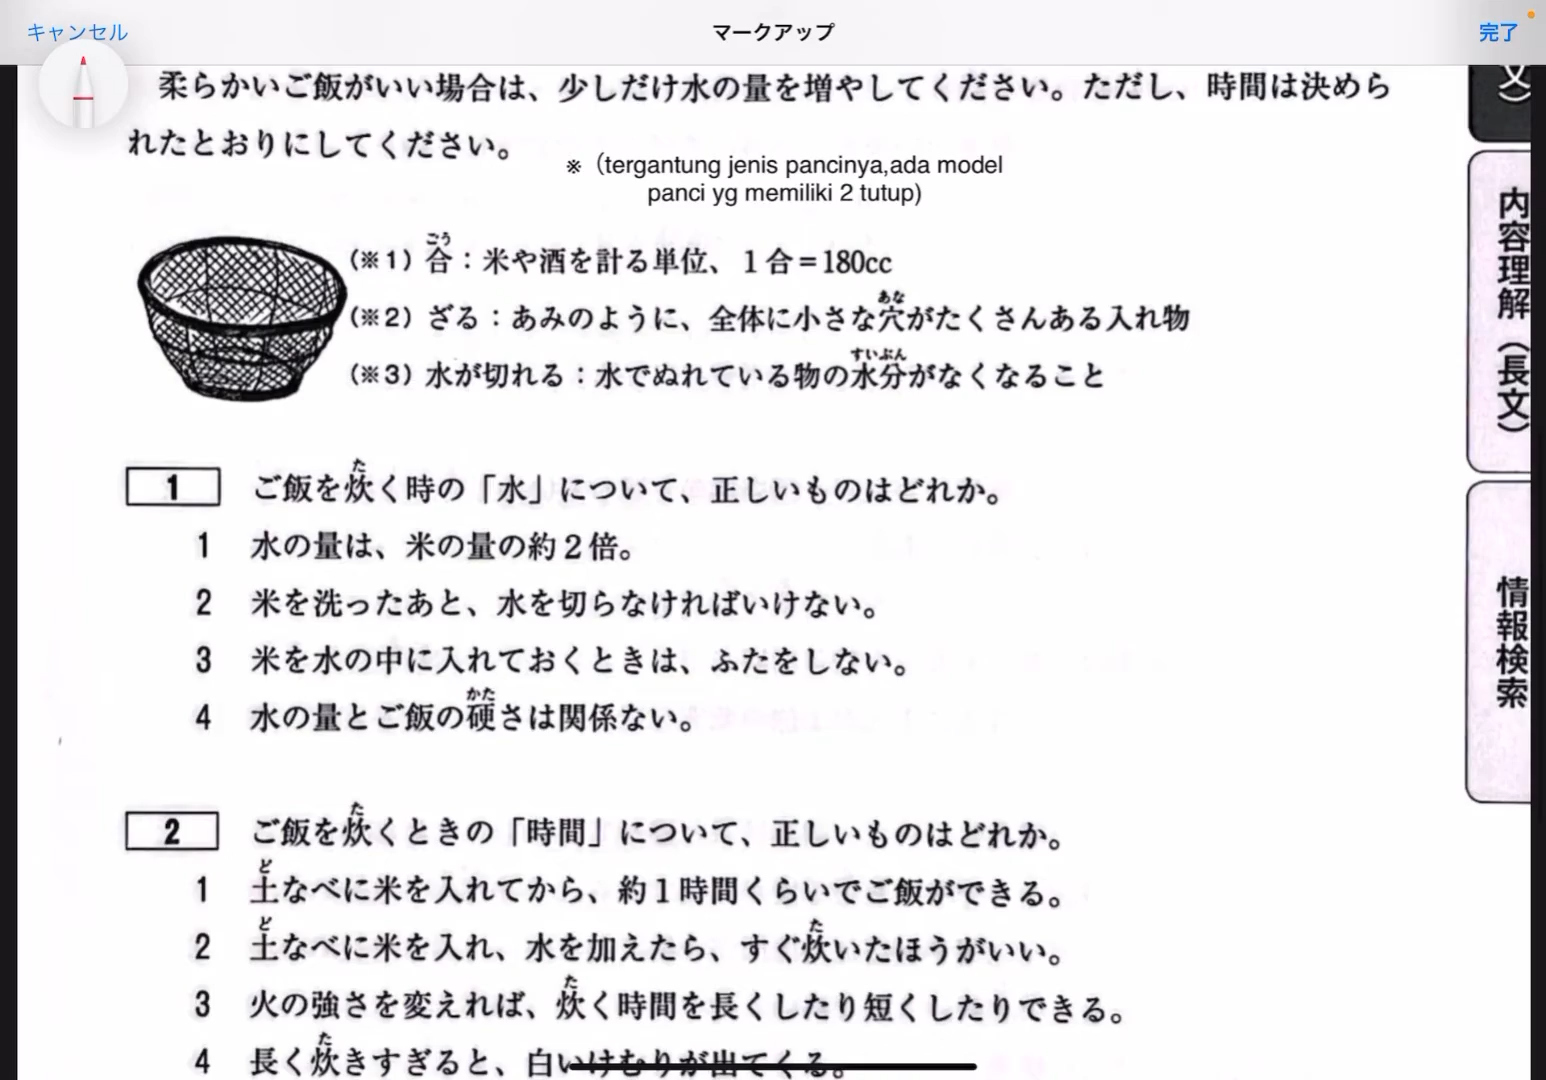 キャンセル
マークアップ
完了
柔らかいご飯がいい場合は、少しだけ水の量を増やしてください。ただし、時間は決めら
れたとおりにしてください。
※（tergantung jenis pancinya,ada model
panci yg memiliki 2 tutup)
(※1) 合：米や酒を計る単位、1合＝180cc
ごう
(※2) ざる：あみのように、全体に小さな穴がたくさんある入れ物
あな
(※3) 水が切れる：水でぬれている物の水分がなくなること
すいぶん
1 ご飯を炊く時の「水」について、正しいものはどれか。
た
1 水の量は、米の量の約2倍。
2 米を洗ったあと、水を切らなければいけない。
3 米を水の中に入れておくときは、ふたをしない。
4 水の量とご飯の硬さは関係ない。
かた
2 ご飯を炊くときの「時間」について、正しいものはどれか。
た
1 土なべに米を入れてから、約1時間くらいでご飯ができる。
ど
2 土なべに米を入れ、水を加えたら、すぐ炊いたほうがいい。
ど
た
3 火の強さを変えれば、炊く時間を長くしたり短くしたりできる。
た
4 長く炊きすぎると、白いけむりが出てくる。
た
文）
内容理解（長文）
情報検索